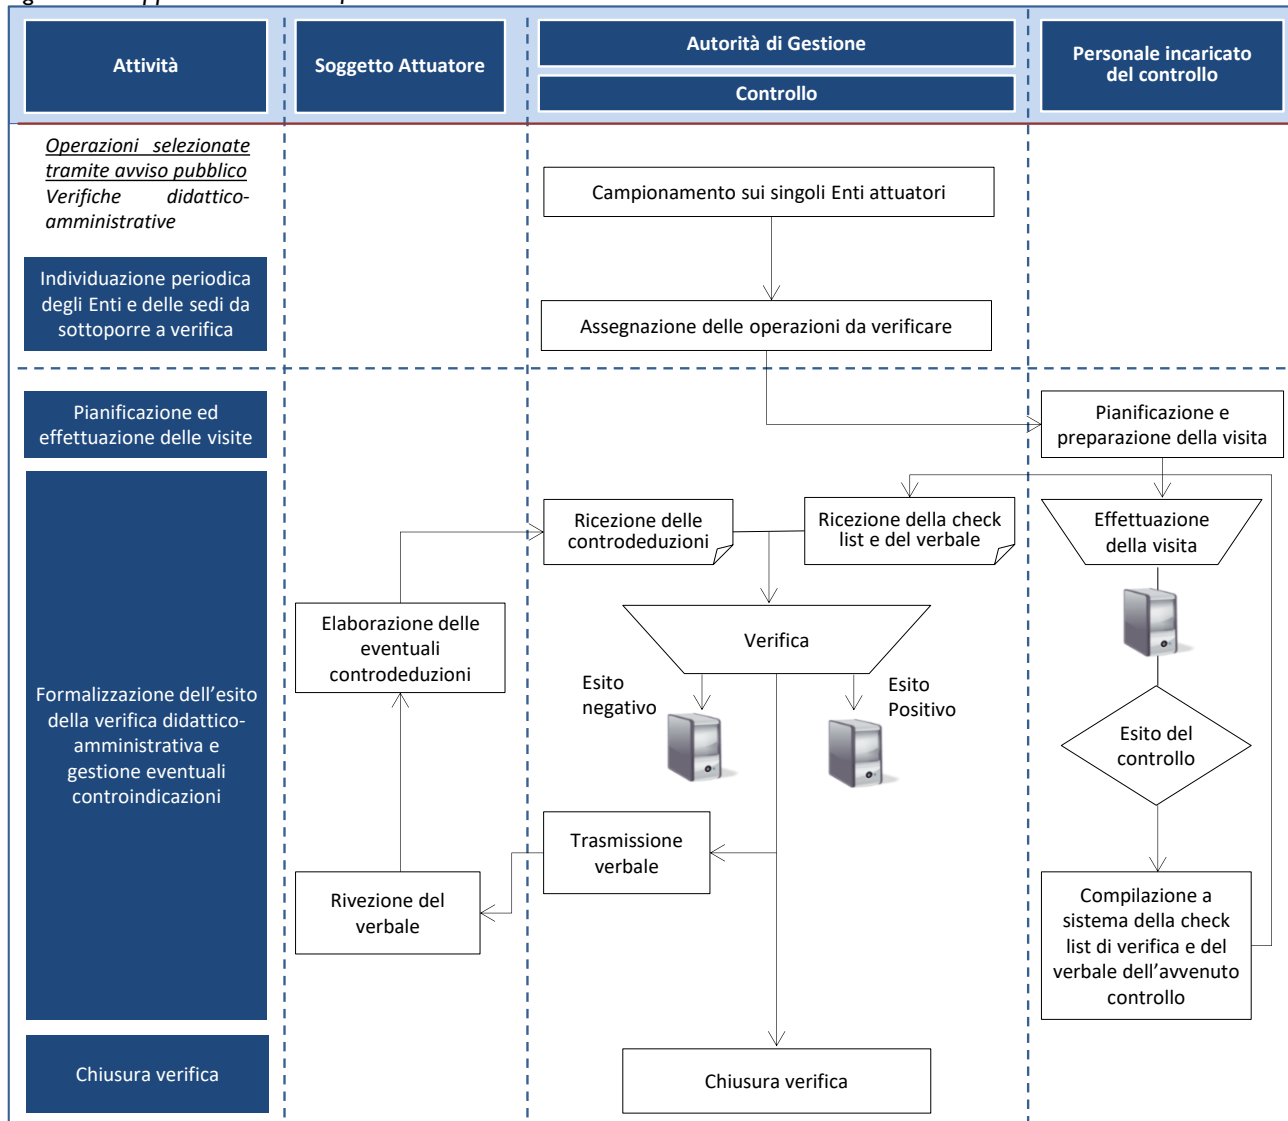 Attività
Soggetto Attuatore
Autorità di Gestione
Controllo
Personale incaricato
del controllo
Operazioni selezionate
tramite avviso pubblico
Verifiche didattico-
amministrative
Campionamento sui singoli Enti attuatori
Individuazione periodica
degli Enti e delle sedi da
sottoporre a verifica
Assegnazione delle operazioni da verificare
Pianificazione ed
effettuazione delle visite
Pianificazione e
preparazione della visita
Ricezione delle
controdeduzioni
Ricezione della check
list e del verbale
Effettuazione
della visita
Elaborazione delle
eventuali
controdeduzioni
Verifica
Esito
negativo
Esito
Positivo
Formalizzazione dell’esito
della verifica didattico-
amministrativa e
gestione eventuali
controindicazioni
Esito del
controllo
Trasmissione
verbale
Rivezione del
verbale
Compilazione a
sistema della check
list di verifica e del
verbale dell’avvenuto
controllo
Chiusura verifica
Chiusura verifica